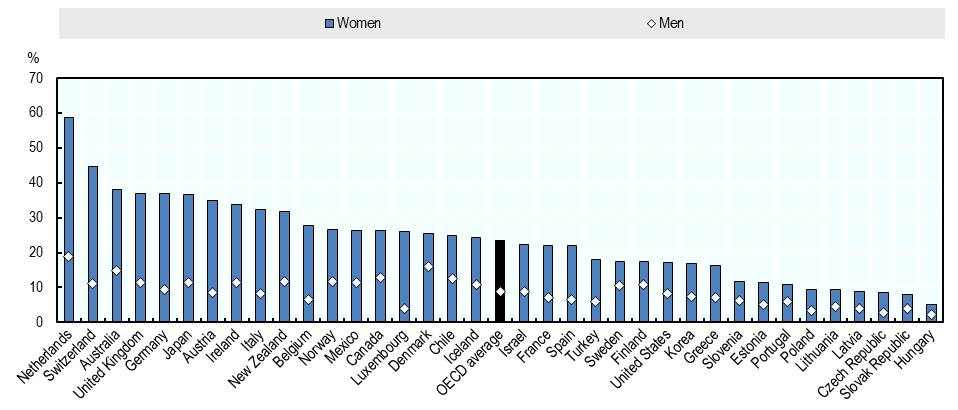 Women Men
%
70
60
50
40
30
20
10
0
Netherlands
Switzerland
Australia
United Kingdom
Germany
Japan
Austria
Ireland
Italy
New Zealand
Belgium
Norway
Mexico
Canada
Luxembourg
Denmark
Chile
Iceland
OECD average
Israel
France
Spain
Turkey
Sweden
Finland
United States
Korea
Greece
Slovenia
Estonia
Portugal
Poland
Lithuania
Latvia
Czech Republic
Slovak Republic
Hungary